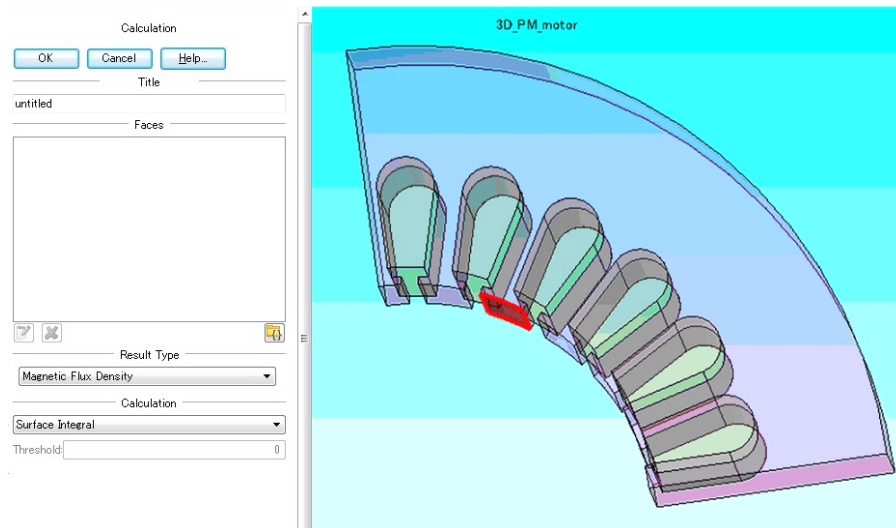 Calculation
OK Cancel Help...
Title
untitled
Faces
Result Type
Magnetic Flux Density
Calculation
Surface Integral
Threshold: 0
3D_PM_motor